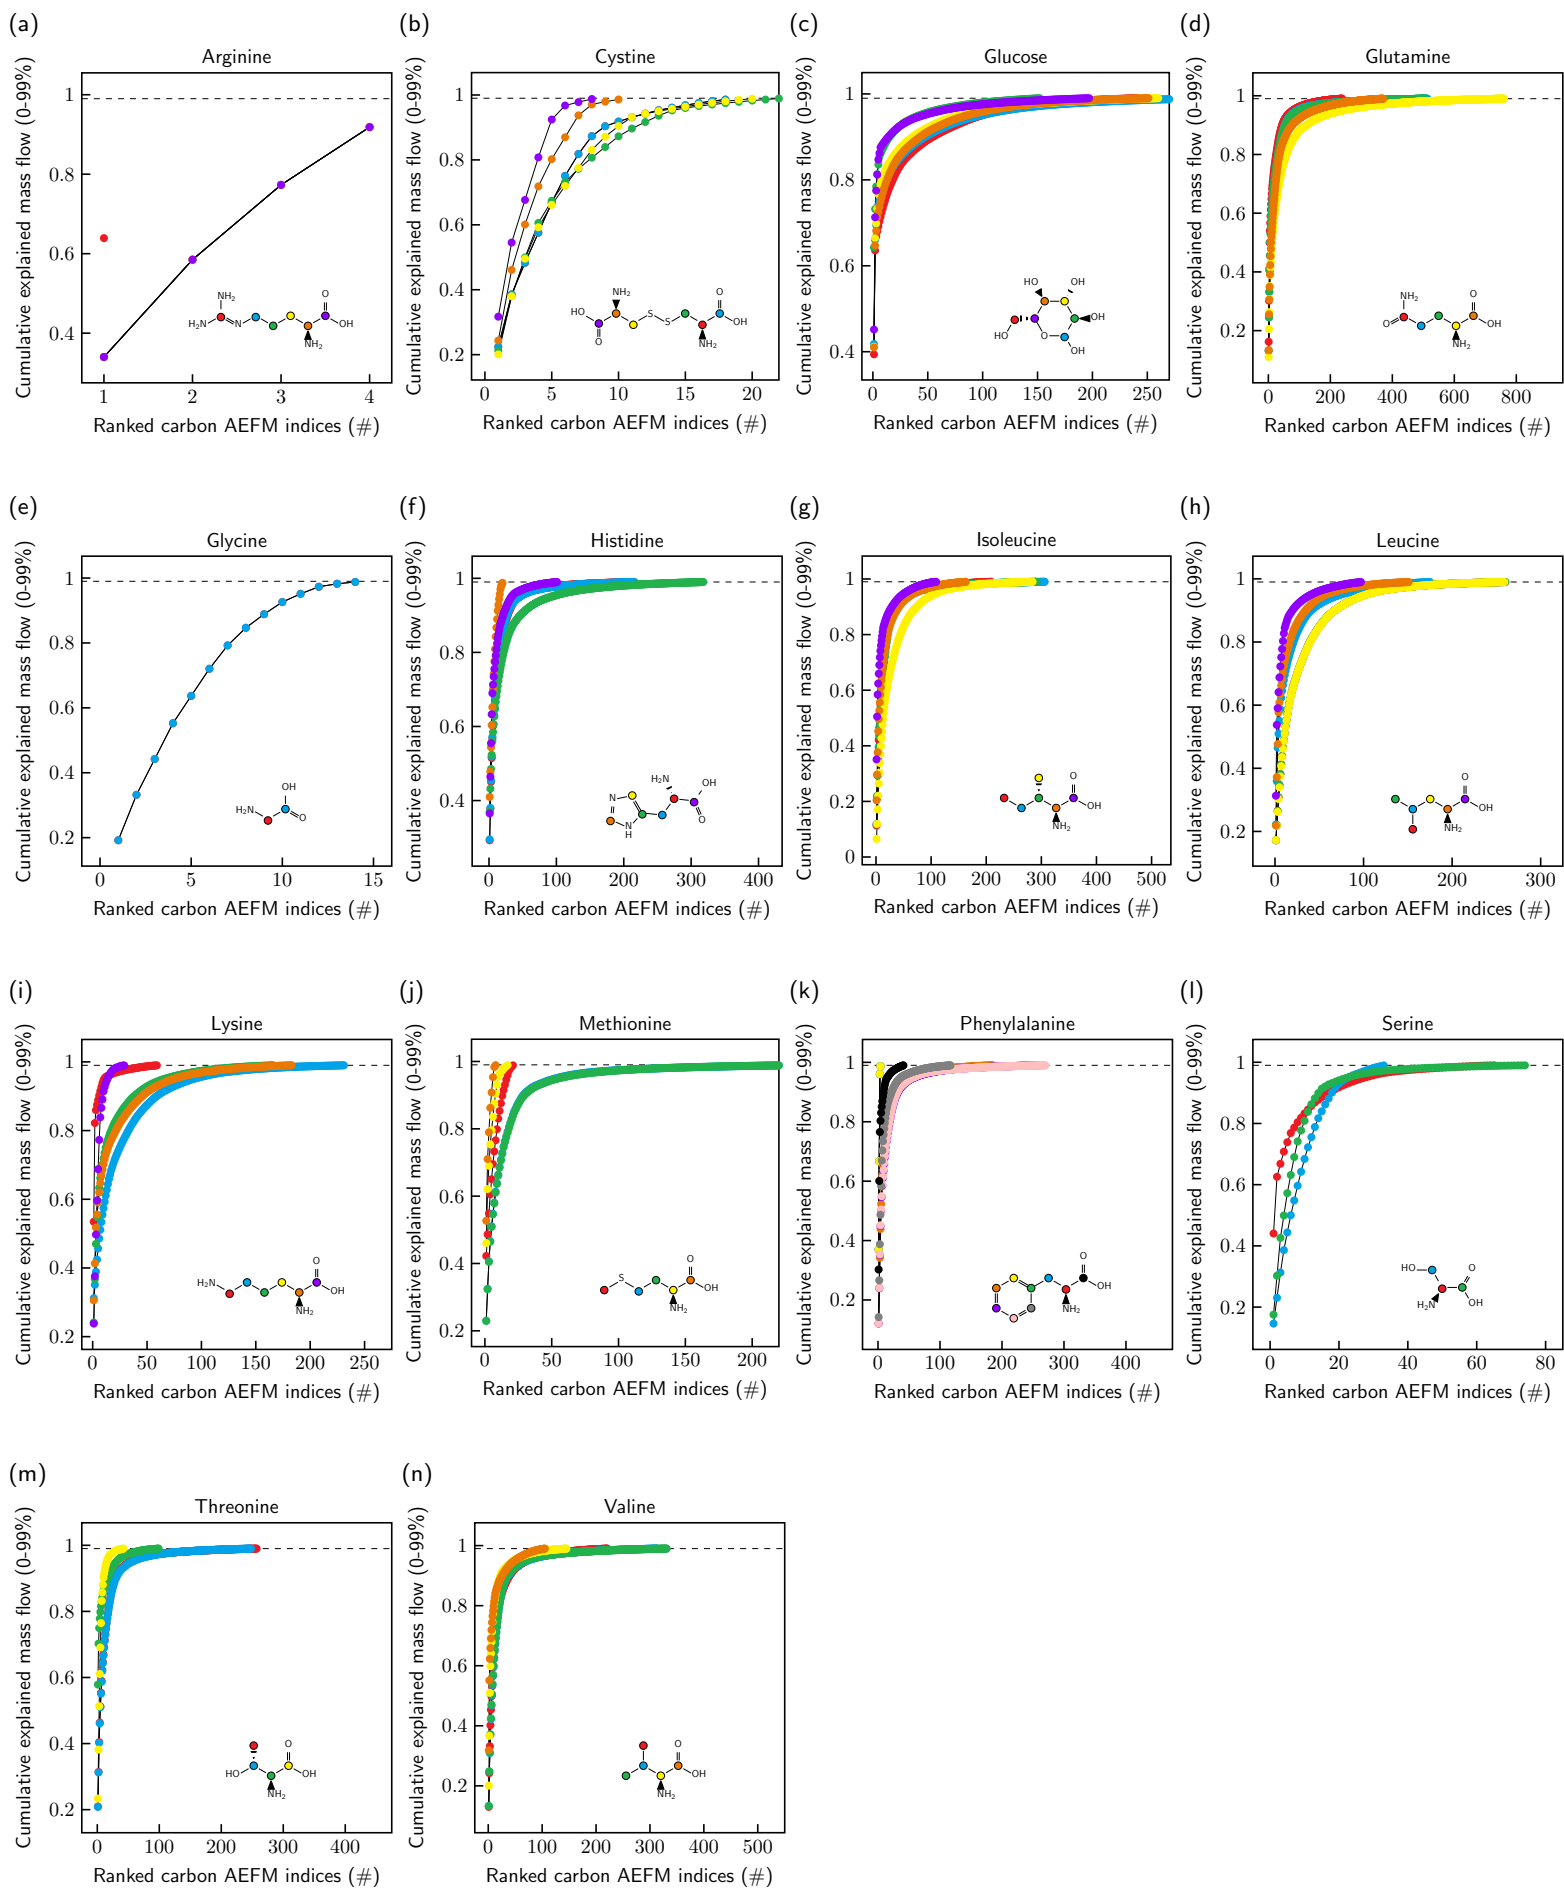 (a)
Arginine
Cumulative explained mass flow (0-99%)
1
0.8
0.6
0.4
1
2
3
4
Ranked carbon AEFM indices (#)
NH2
H2N
N
O
OH
NH2
(b)
Cystine
Cumulative explained mass flow (0-99%)
1
0.8
0.6
0.4
0.2
0
5
10
15
20
Ranked carbon AEFM indices (#)
NH2
HO
O
S
S
O
OH
NH2
(c)
Glucose
Cumulative explained mass flow (0-99%)
1
0.8
0.6
0.4
0
50
100
150
200
250
Ranked carbon AEFM indices (#)
HO
OH
OH
HO
O
OH
(d)
Glutamine
Cumulative explained mass flow (0-99%)
1
0.8
0.6
0.4
0.2
0
200
400
600
800
Ranked carbon AEFM indices (#)
NH2
O
O
OH
NH2
(e)
Glycine
Cumulative explained mass flow (0-99%)
1
0.8
0.6
0.4
0.2
0
5
10
15
Ranked carbon AEFM indices (#)
OH
H2N
O
(f)
Histidine
Cumulative explained mass flow (0-99%)
1
0.8
0.6
0.4
0
100
200
300
400
Ranked carbon AEFM indices (#)
H2N
OH
N
N
H
O
(g)
Isoleucine
Cumulative explained mass flow (0-99%)
1
0.8
0.6
0.4
0.2
0
0
100
200
300
400
500
Ranked carbon AEFM indices (#)
O
OH
NH2
(h)
Leucine
Cumulative explained mass flow (0-99%)
1
0.8
0.6
0.4
0.2
0
100
200
300
Ranked carbon AEFM indices (#)
O
OH
NH2
(i)
Lysine
Cumulative explained mass flow (0-99%)
1
0.8
0.6
0.4
0.2
0
50
100
150
200
250
Ranked carbon AEFM indices (#)
H2N
O
OH
NH2
(j)
Methionine
Cumulative explained mass flow (0-99%)
1
0.8
0.6
0.4
0.2
0
50
100
150
200
Ranked carbon AEFM indices (#)
S
O
OH
NH2
(k)
Phenylalanine
Cumulative explained mass flow (0-99%)
1
0.8
0.6
0.4
0.2
0
100
200
300
400
Ranked carbon AEFM indices (#)
O
OH
NH2
(l)
Serine
Cumulative explained mass flow (0-99%)
1
0.8
0.6
0.4
0.2
0
20
40
60
80
Ranked carbon AEFM indices (#)
HO
O
H2N
OH
(m)
Threonine
Cumulative explained mass flow (0-99%)
1
0.8
0.6
0.4
0.2
0
100
200
300
400
Ranked carbon AEFM indices (#)
O
HO
OH
NH2
(n)
Valine
Cumulative explained mass flow (0-99%)
1
0.8
0.6
0.4
0.2
0
100
200
300
400
500
Ranked carbon AEFM indices (#)
O
OH
NH2